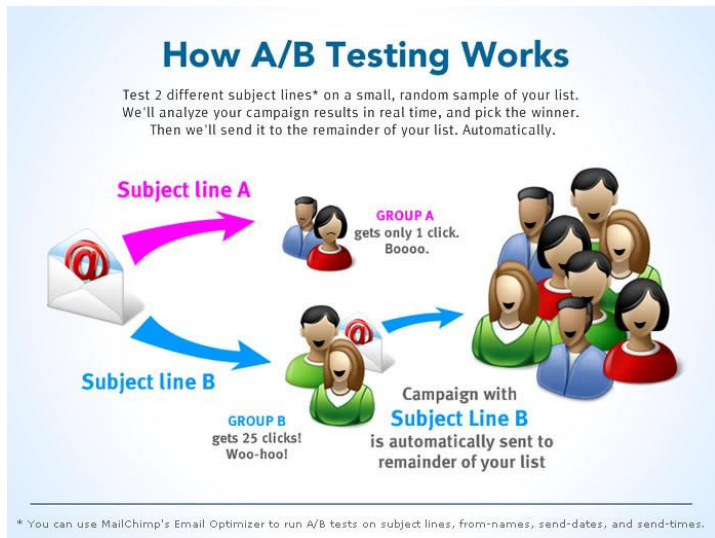 How A/B Testing Works
Test 2 different subject lines* on a small, random sample of your list.
We'll analyze your campaign results in real time, and pick the winner.
Then we'll send it to the remainder of your list. Automatically.
Subject line A
GROUP A
gets only 1 click.
Boooo.
@
@
Subject line B
GROUP B
gets 25 clicks!
Woo-hoo!
Campaign with
Subject Line B
is automatically sent to
remainder of your list
* You can use MailChimp's Email Optimizer to run A/B tests on subject lines, from-names, send-dates, and send-times.